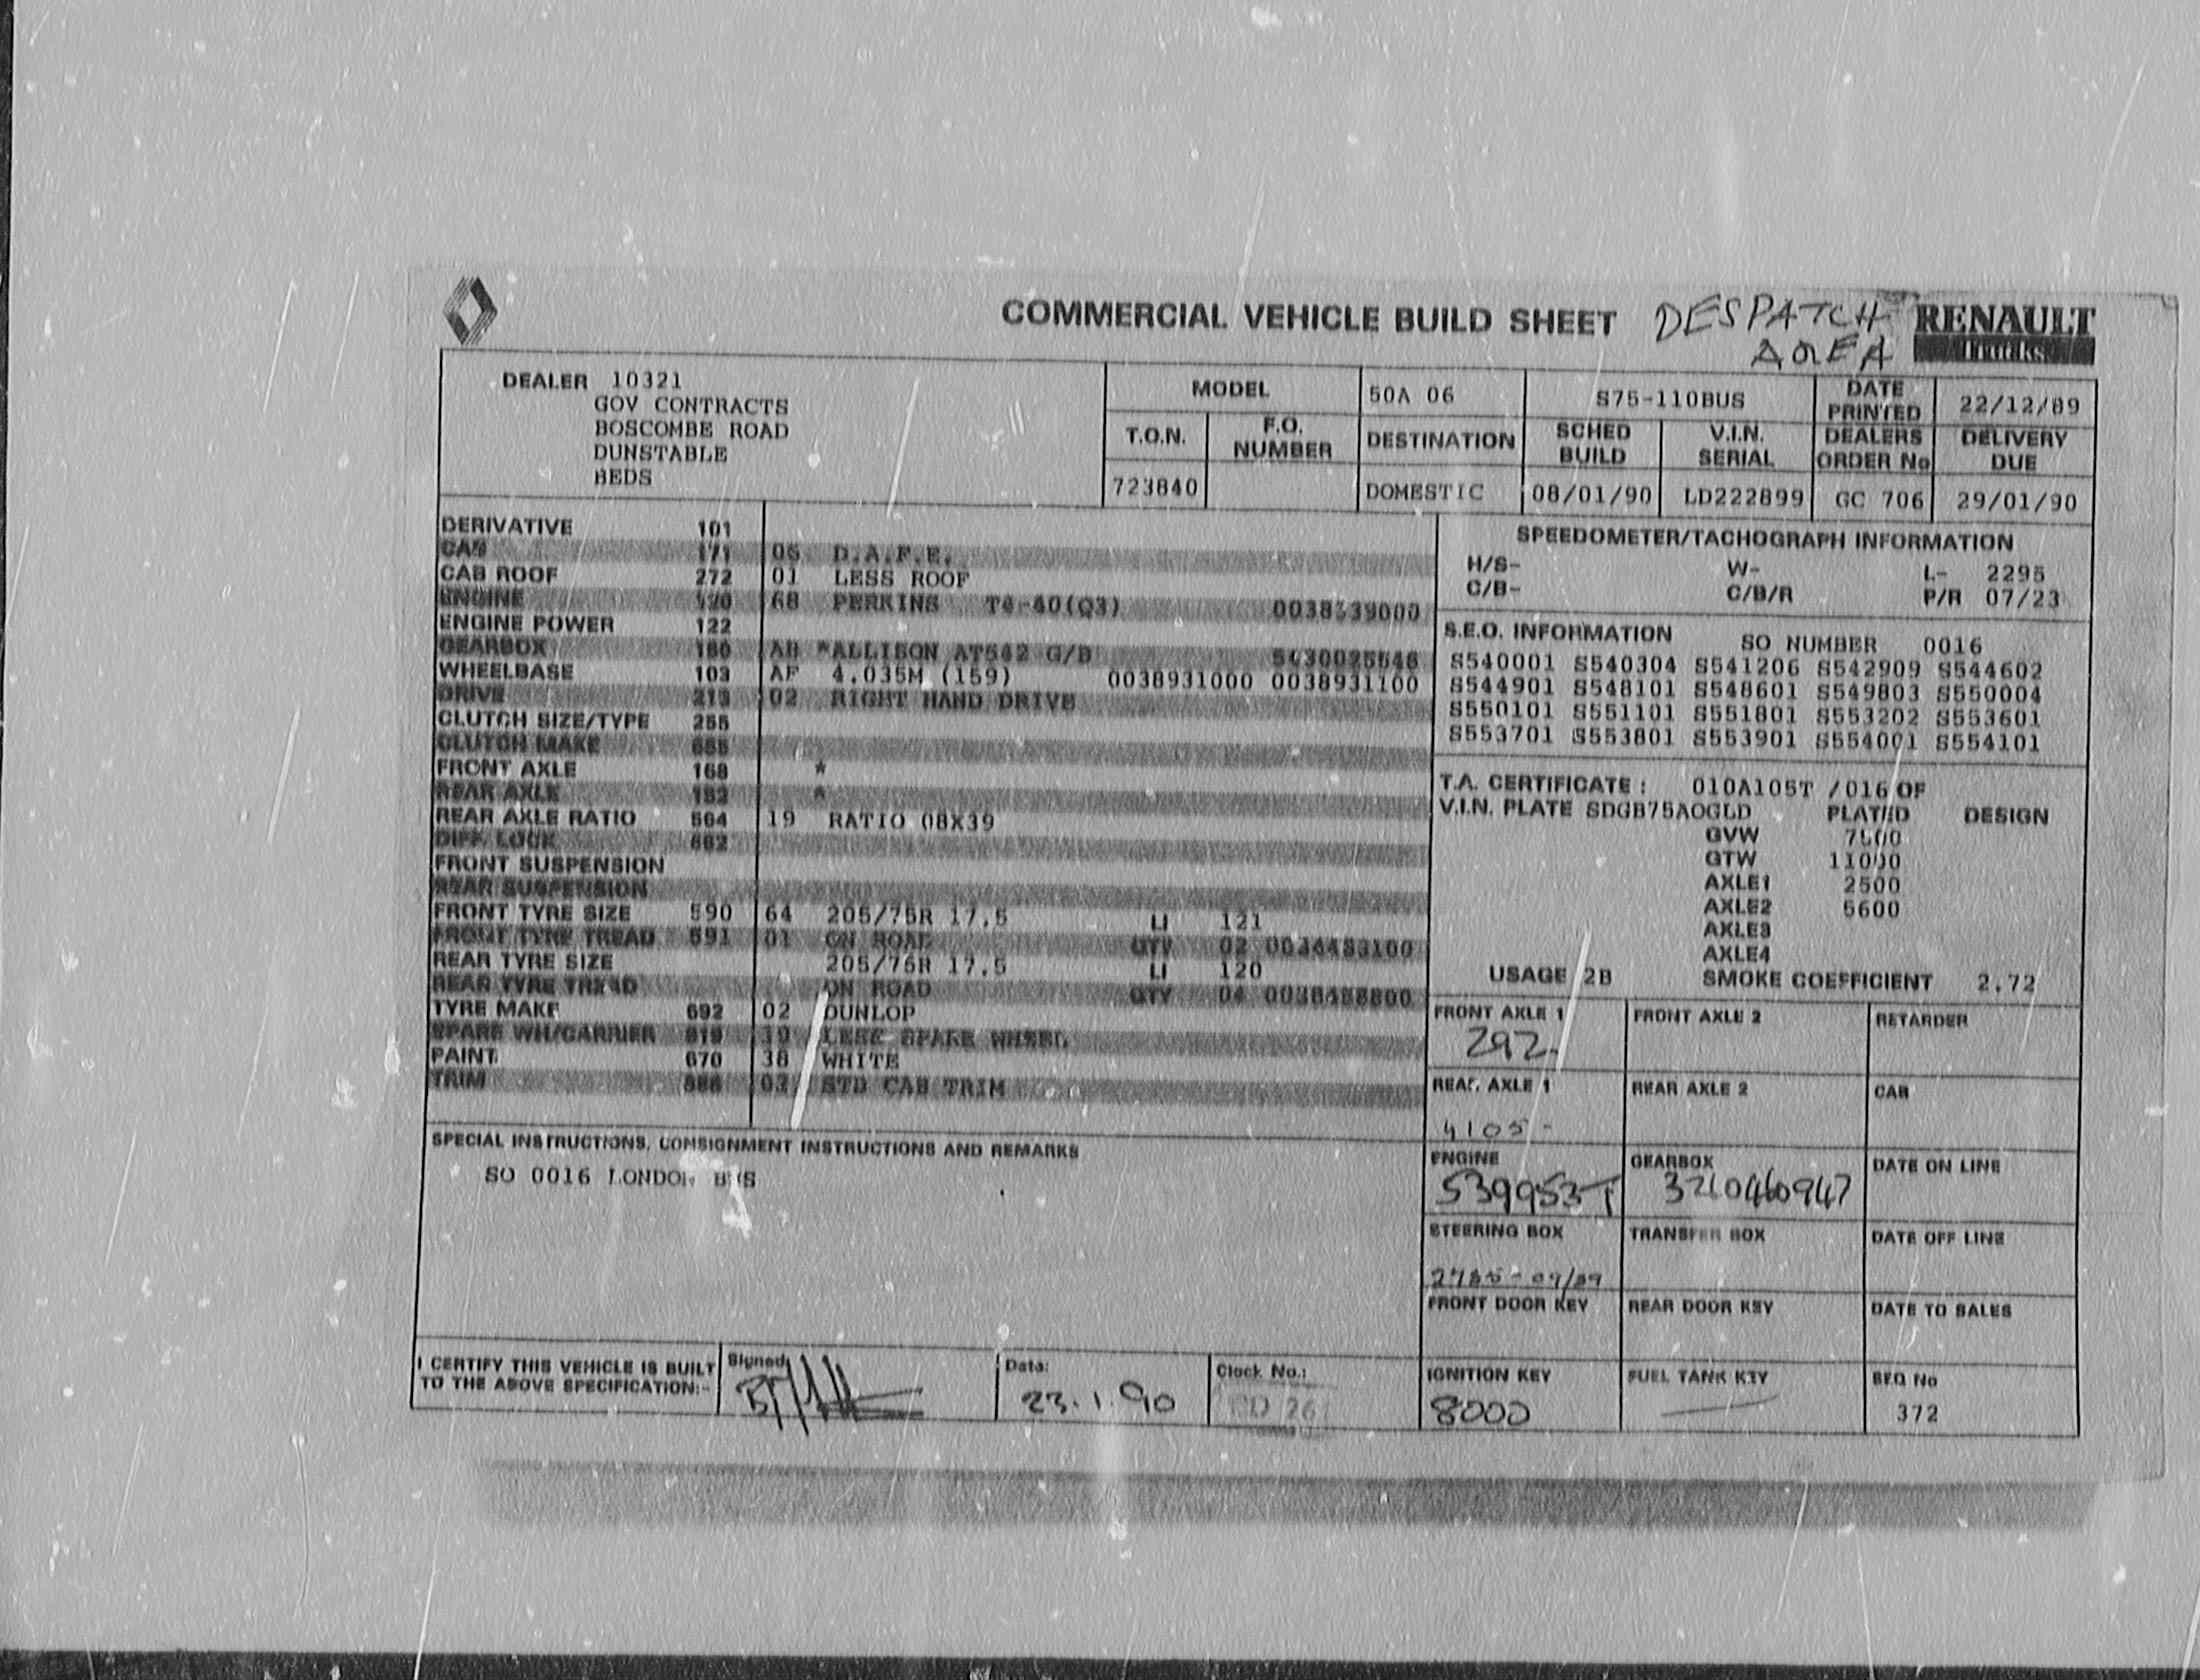 COMMERCIAL VEHICLE BUILD SHEET DESPATCH AREA RENAULT Trucks
DEALER 10321
GOV CONTRACTS
BOSCOMBE ROAD
DUNSTABLE
BEDS
MODEL 50A 06 S75-110BUS DATE PRINTED 22/12/89
T.O.N. F.O. NUMBER DESTINATION SCHED BUILD V.I.N. SERIAL DEALERS ORDER No DELIVERY DUE
723840 DOMESTIC 08/01/90 LD222899 GC 706 29/01/90
DERIVATIVE 101
CAB 171 06 D.A.F.E.
CAB ROOF 272 01 LESS ROOF
ENGINE 120 68 PERKINS T4-40(Q3) 0038539000
ENGINE POWER 122
GEARBOX 180 AB *ALLISON AT542 G/B
WHEELBASE 103 AF 4.035M (159) 0038931000 0038931100
DRIVE 213 02 RIGHT HAND DRIVE
CLUTCH SIZE/TYPE 255
CLUTCH MAKE
FRONT AXLE 168 *
REAR AXLE 182 *
REAR AXLE RATIO 504 19 RATIO 08X39
DIFF LOCK 662
FRONT SUSPENSION
REAR SUSPENSION
FRONT TYRE SIZE 590 64 205/75R 17.5 LI 121
FRONT TYRE TREAD 591 01 ON ROAD QTY 02
REAR TYRE SIZE 205/75R 17.5 LI 120
REAR TYRE TREAD ON ROAD QTY 04
TYRE MAKE 692 02 DUNLOP
SPARE WH/CARRIER 619 19 LESS SPARE WHEEL
PAINT 670 38 WHITE
TRIM 02 STD CAB TRIM
SPECIAL INSTRUCTIONS, CONSIGNMENT INSTRUCTIONS AND REMARKS
SO 0016 LONDON BUS
I CERTIFY THIS VEHICLE IS BUILT
TO THE ABOVE SPECIFICATION:-
Signed:
Date: 23.1.90
Clock No.:
SPEEDOMETER/TACHOGRAPH INFORMATION
H/S- W- L- 2295
C/B- C/B/R P/R 07/23
S.E.O. INFORMATION SO NUMBER 0016
S540001 S540304 S541206 S542909 S544602
S544901 S548101 S548601 S549803 S550004
S550101 S551101 S551801 S553202 S553601
S553701 S553801 S553901 S554001 S554101
T.A. CERTIFICATE : 010A105T /016 OF
V.I.N. PLATE SDGB75AOGLD PLATED DESIGN
GVW 7500
GTW 11000
AXLE1 2500
AXLE2 5600
AXLE3
AXLE4
USAGE 2B SMOKE COEFFICIENT 2.72
FRONT AXLE 1 FRONT AXLE 2 RETARDER
292.
REAR AXLE 1 REAR AXLE 2 CAB
4105 -
ENGINE GEARBOX DATE ON LINE
539953T 3210460947
STEERING BOX TRANSFER BOX DATE OFF LINE
2785-09/89
FRONT DOOR KEY REAR DOOR KEY DATE TO SALES
IGNITION KEY FUEL TANK KEY SEQ No
8000 372